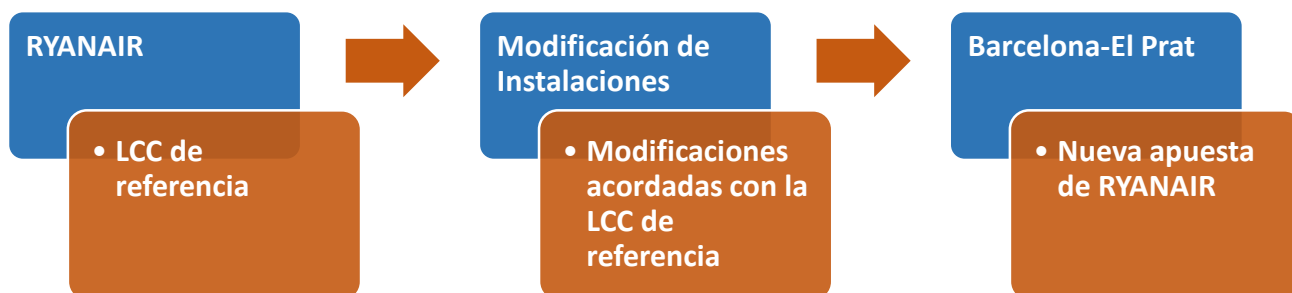 RYANAIR
• LCC de
referencia
Modificación de
Instalaciones
• Modificaciones
acordadas con la
LCC de
referencia
Barcelona-El Prat
• Nueva apuesta
de RYANAIR